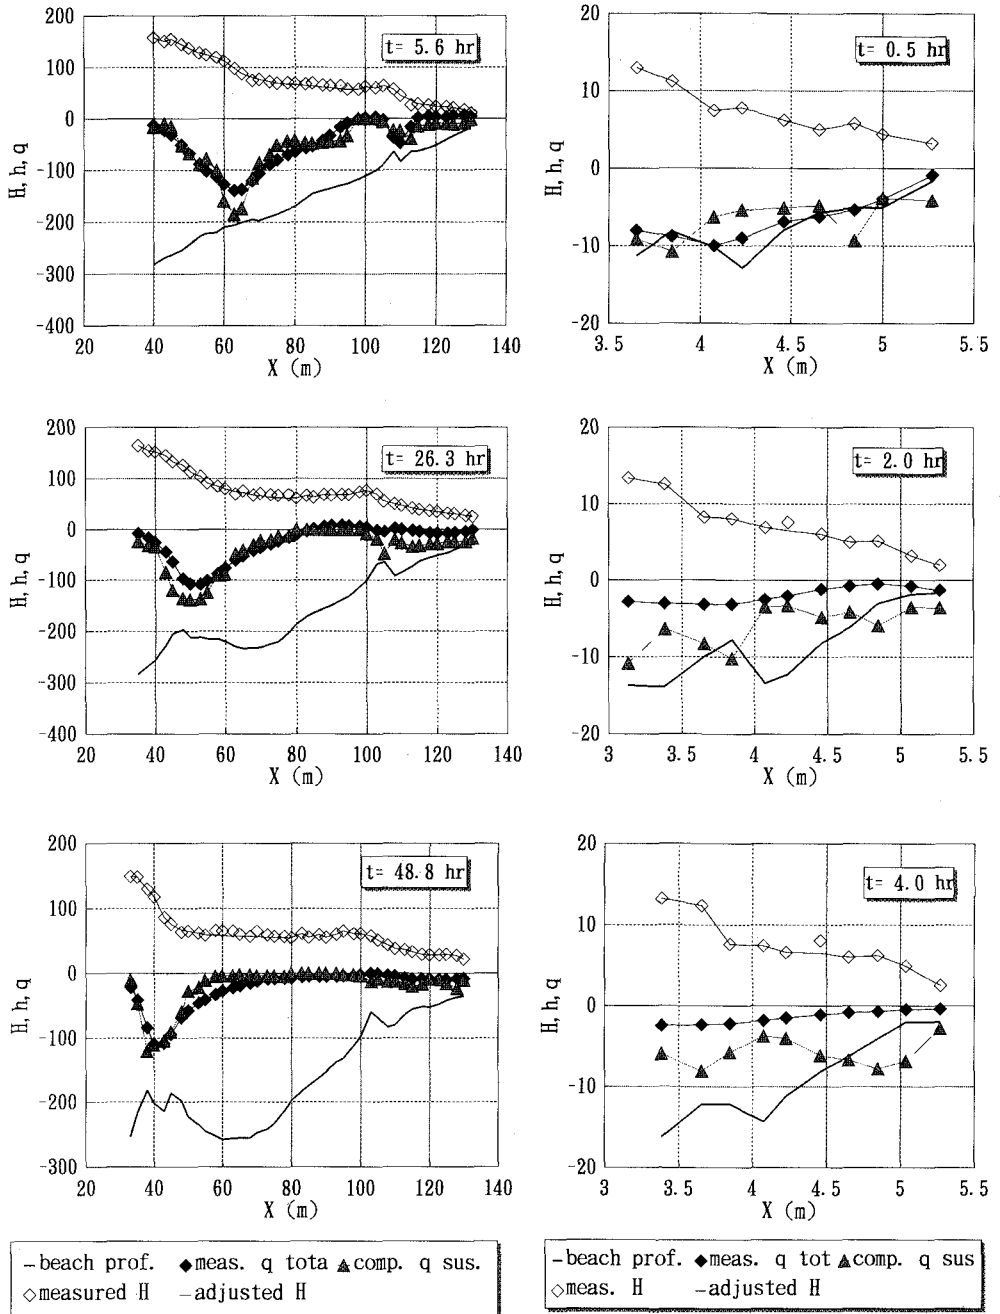 200
100
0
-100
-200
-300
-400
H, h, q
t= 5.6 hr
20 40 60 80 100 120 140
X (m)
20
10
0
-10
-20
H, h, q
t= 0.5 hr
3.5 4 4.5 5 5.5
X (m)
200
100
0
-100
-200
-300
-400
H, h, q
t= 26.3 hr
20 40 60 80 100 120 140
X (m)
20
10
0
-10
-20
H, h, q
t= 2.0 hr
3 3.5 4 4.5 5 5.5
X (m)
200
100
0
-100
-200
-300
H, h, q
t= 48.8 hr
20 40 60 80 100 120 140
X (m)
20
10
0
-10
-20
H, h, q
t= 4.0 hr
3 3.5 4 4.5 5 5.5
X (m)
beach prof. meas. q tota comp. q sus.
measured H adjusted H
beach prof. meas. q tot comp. q sus
meas. H adjusted H